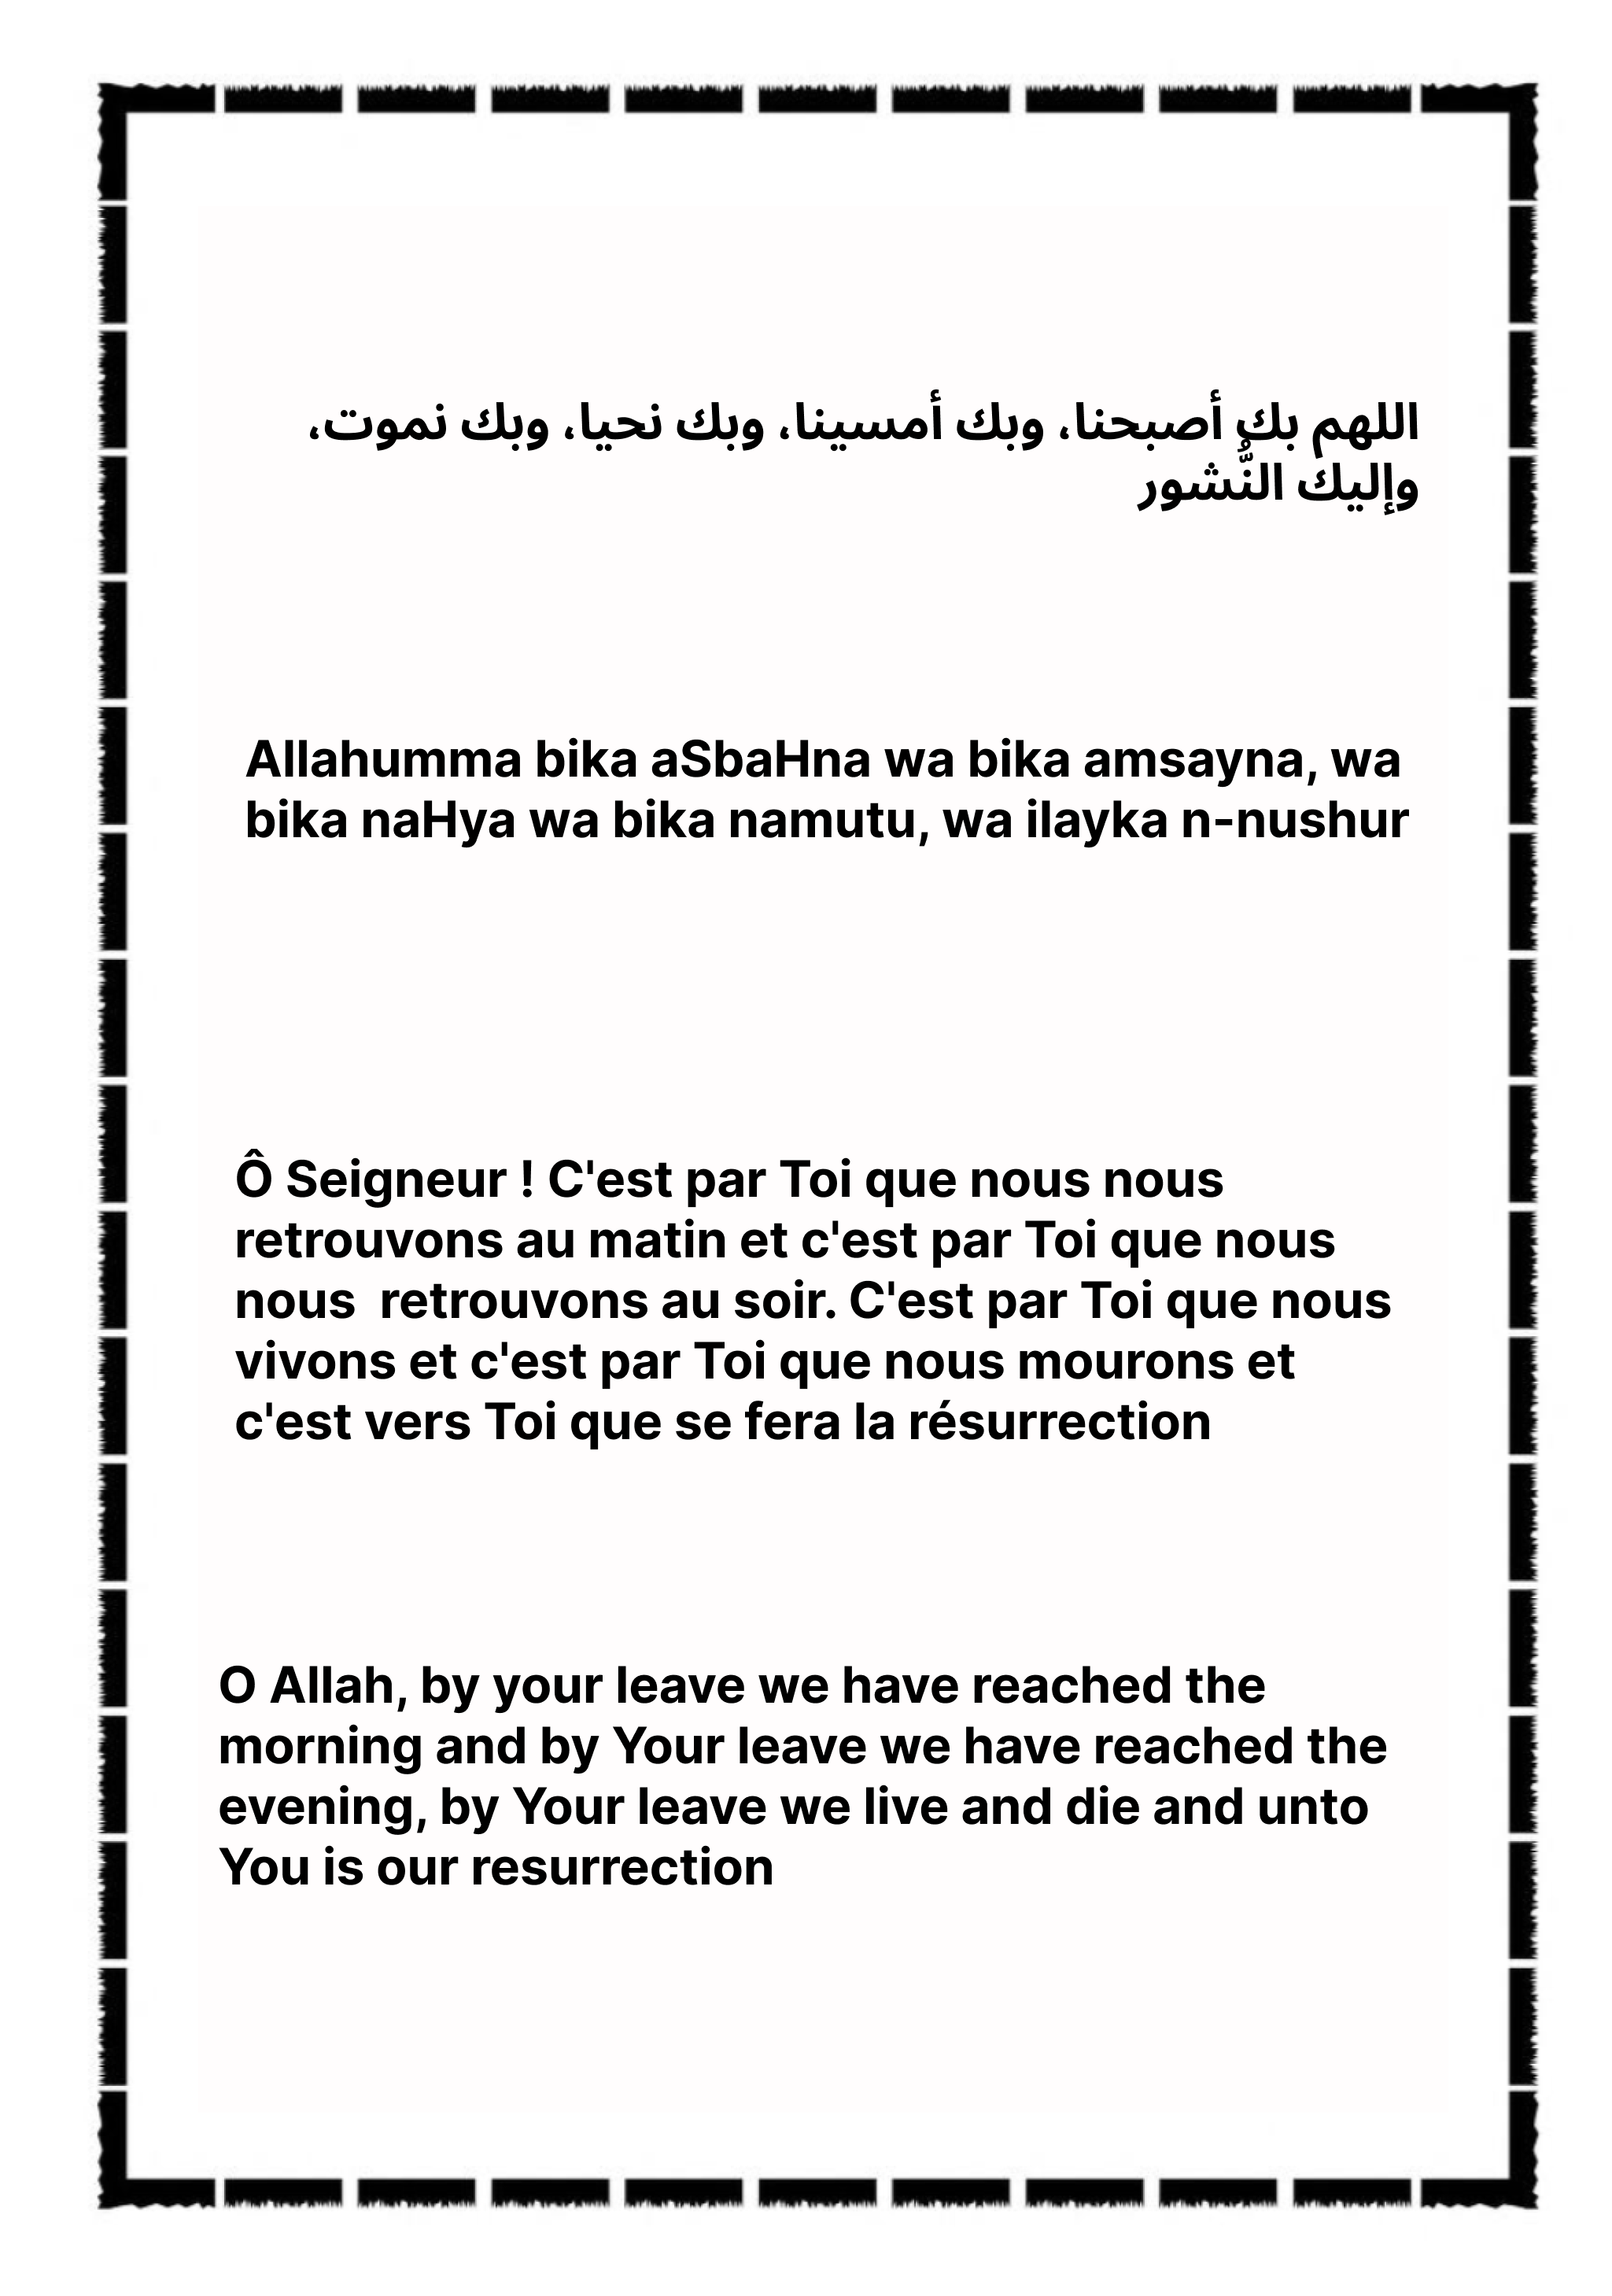 اللهم بك أصبحنا، وبك أمسينا، وبك نحيا، وبك نموت،
وإليك النُّشور
Allahumma bika aSbaHna wa bika amsayna, wa
bika naHya wa bika namutu, wa ilayka n-nushur
Ô Seigneur ! C'est par Toi que nous nous
retrouvons au matin et c'est par Toi que nous
nous  retrouvons au soir. C'est par Toi que nous
vivons et c'est par Toi que nous mourons et
c'est vers Toi que se fera la résurrection
O Allah, by your leave we have reached the
morning and by Your leave we have reached the
evening, by Your leave we live and die and unto
You is our resurrection